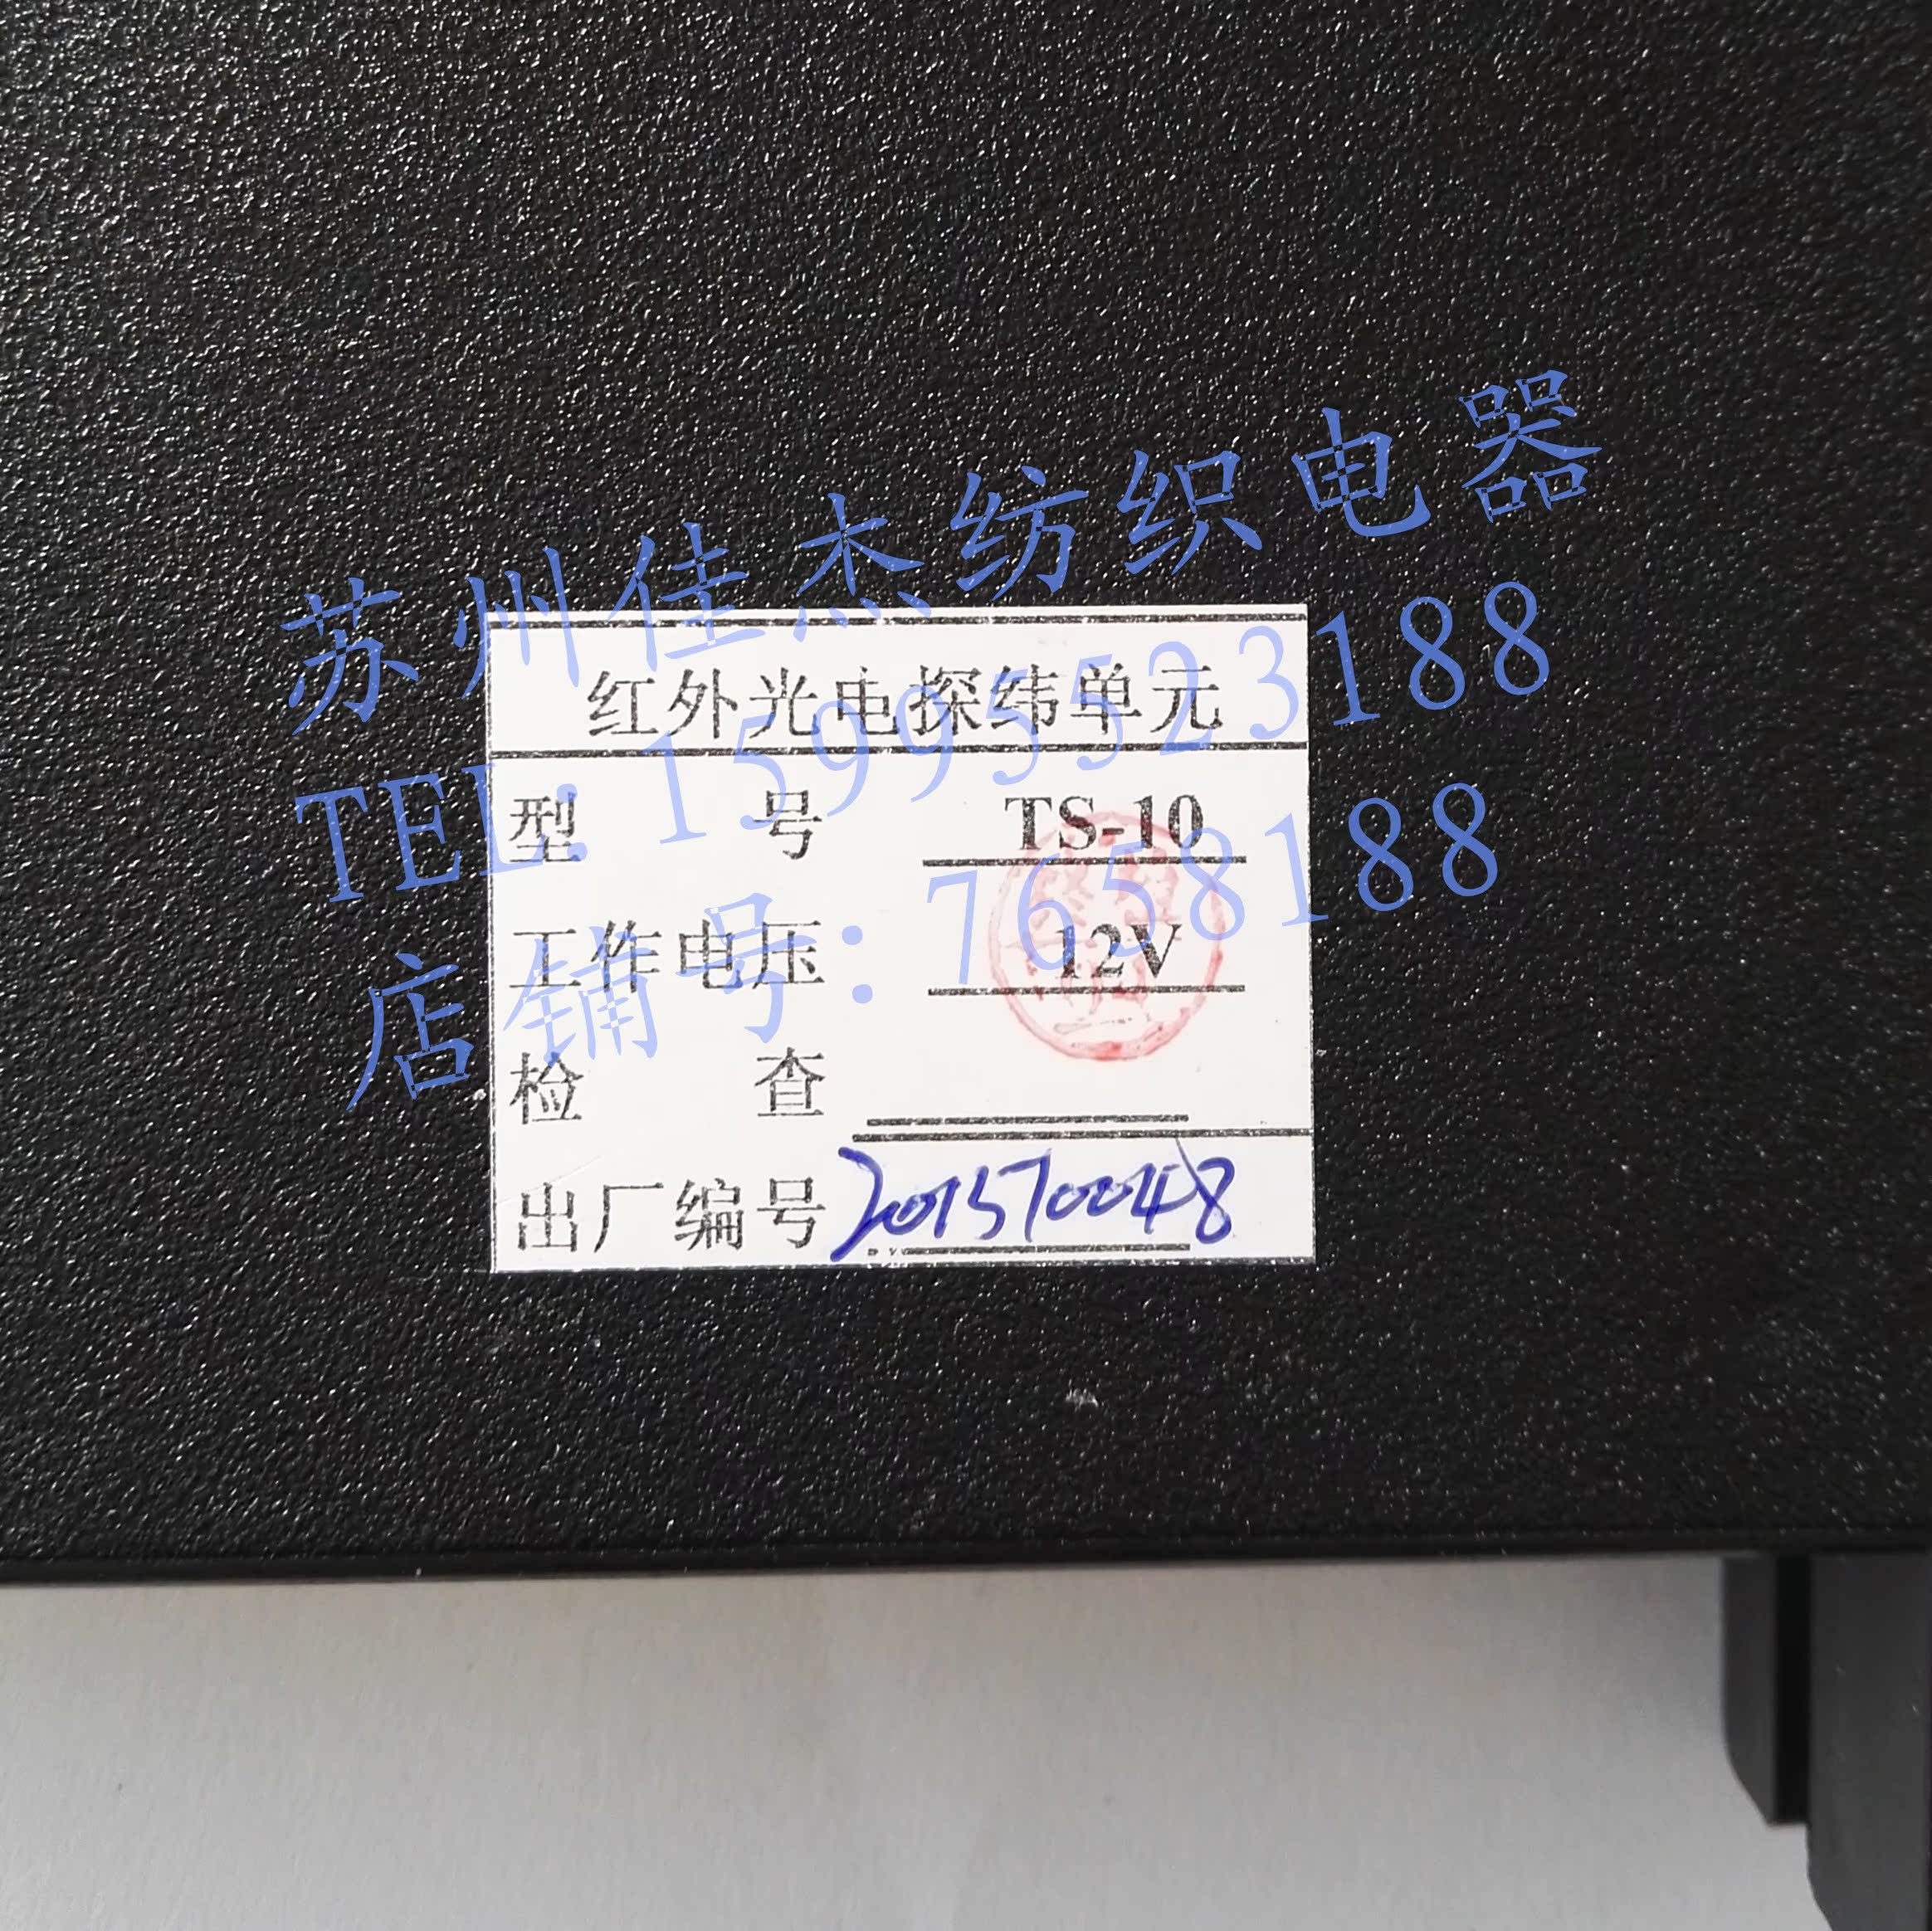 苏州佳杰纺织电器
TEL: 15995523188
店铺号: 7658188
红外光电探纬单元
型 号 TS-10
工作电压 12V
检 查
出厂编号 201570048